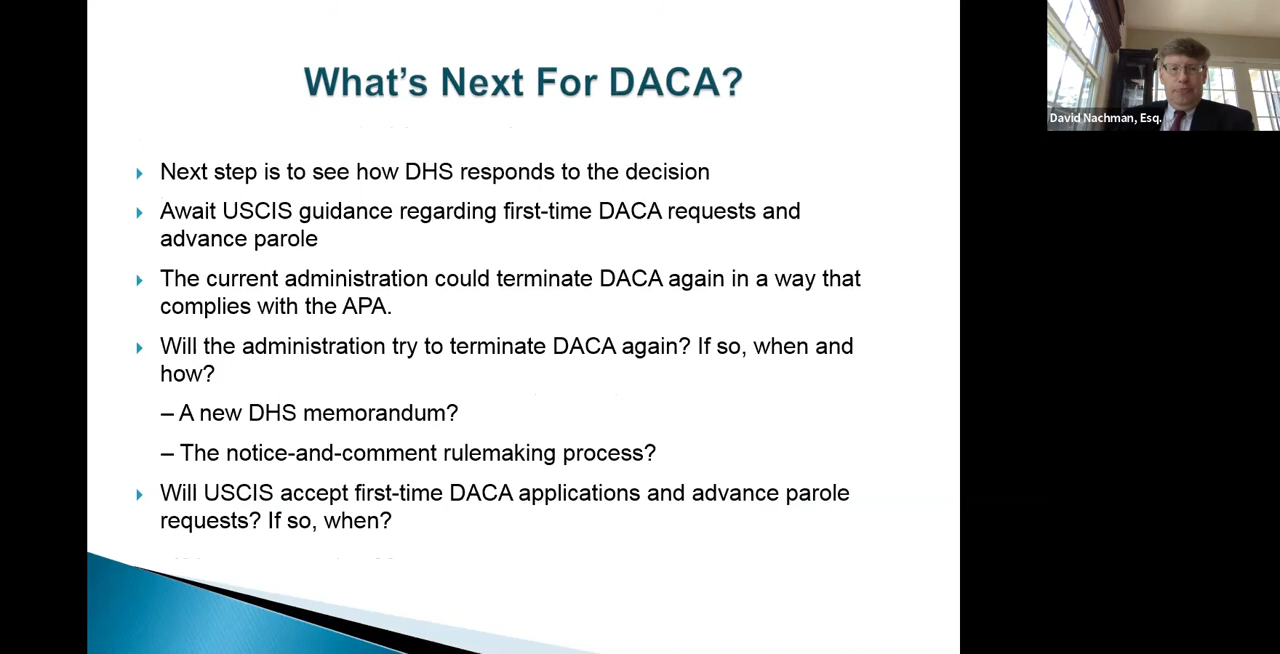 What's Next For DACA?
David Nachman, Esq.
Next step is to see how DHS responds to the decision
Await USCIS guidance regarding first-time DACA requests and
advance parole
The current administration could terminate DACA again in a way that
complies with the APA.
Will the administration try to terminate DACA again? If so, when and
how?
– A new DHS memorandum?
– The notice-and-comment rulemaking process?
Will USCIS accept first-time DACA applications and advance parole
requests? If so, when?